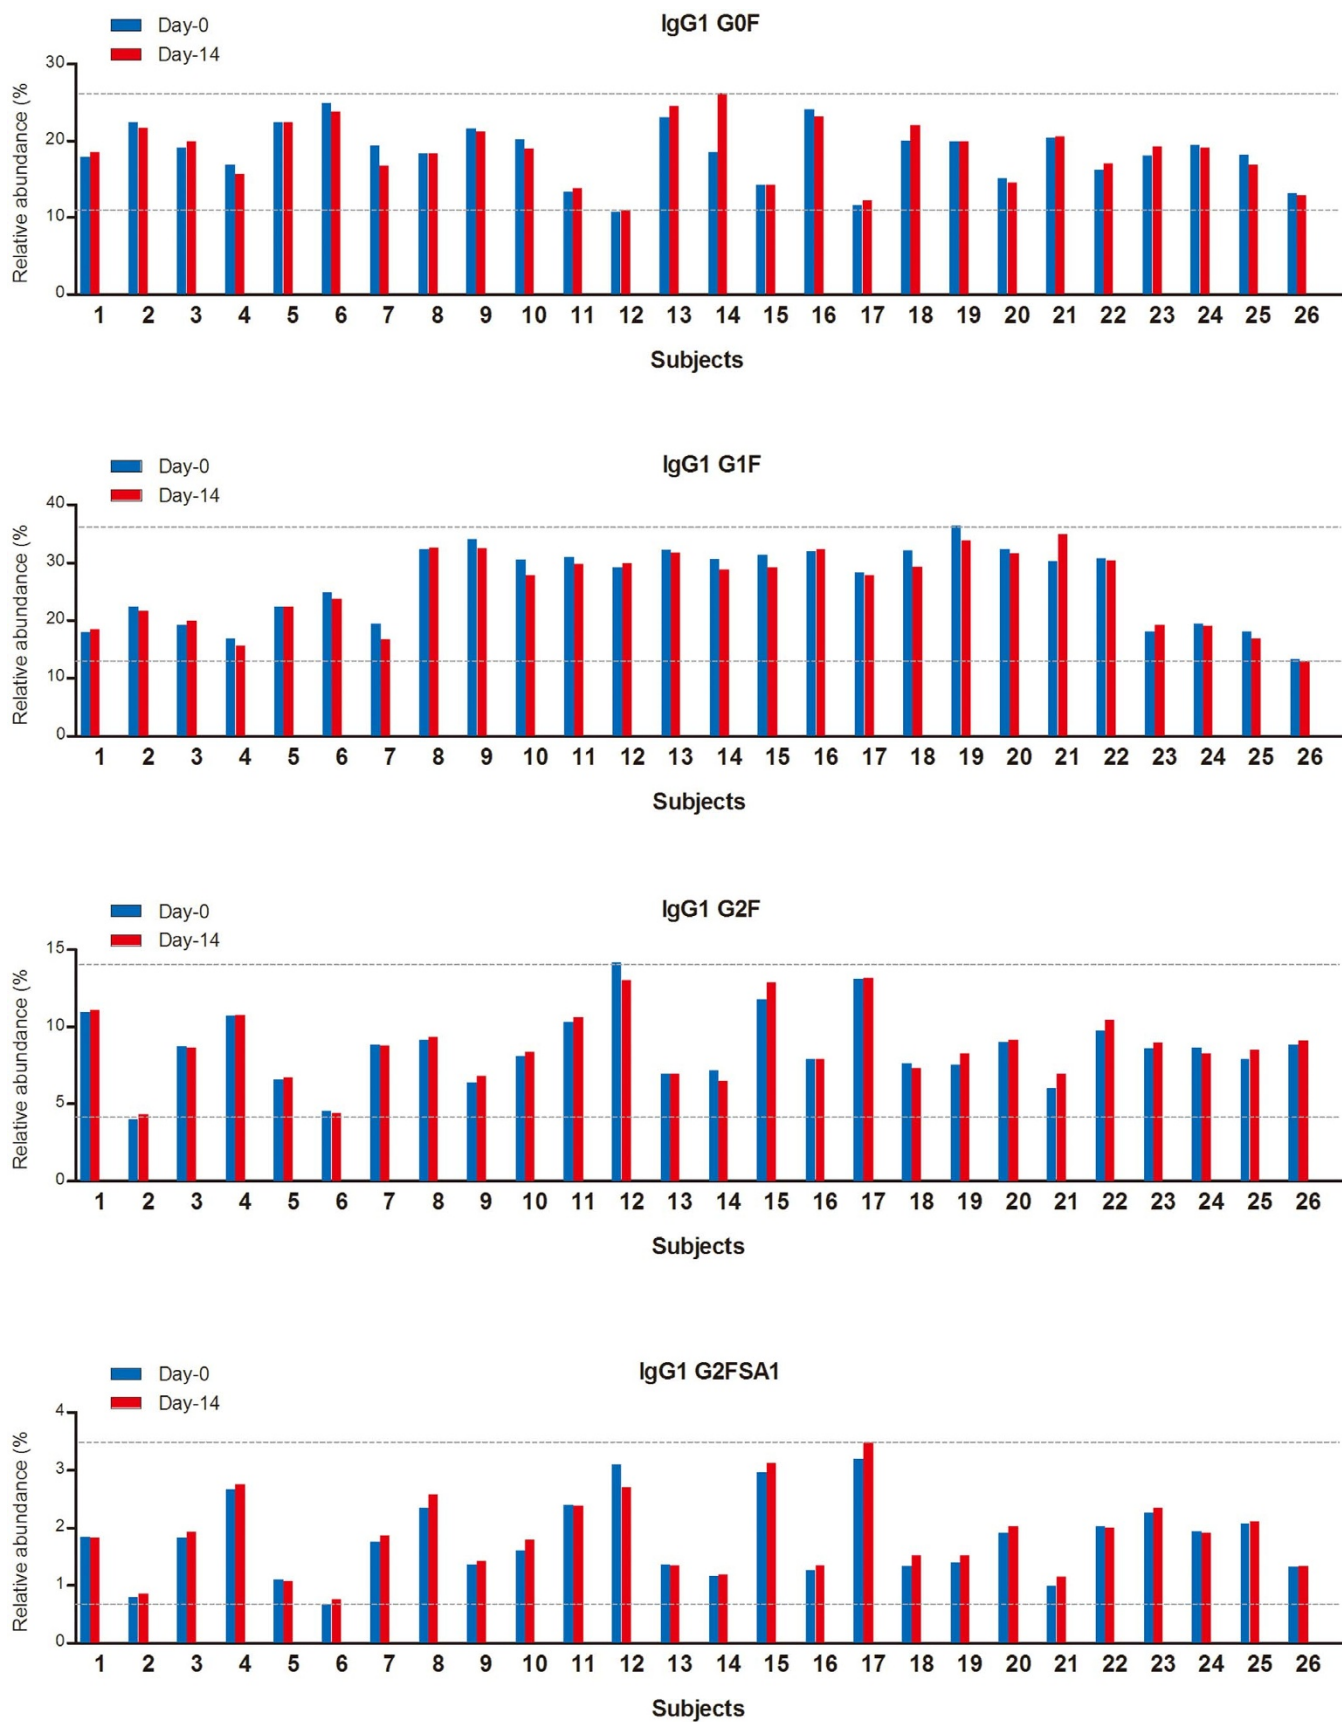 IgG1 G0F
Day-0
Day-14
Relative abundance (%
30
20
10
0
1 2 3 4 5 6 7 8 9 10 11 12 13 14 15 16 17 18 19 20 21 22 23 24 25 26
Subjects
IgG1 G1F
Day-0
Day-14
Relative abundance (%
40
30
20
10
0
1 2 3 4 5 6 7 8 9 10 11 12 13 14 15 16 17 18 19 20 21 22 23 24 25 26
Subjects
IgG1 G2F
Day-0
Day-14
Relative abundance (%
15
10
5
0
1 2 3 4 5 6 7 8 9 10 11 12 13 14 15 16 17 18 19 20 21 22 23 24 25 26
Subjects
IgG1 G2FSA1
Day-0
Day-14
Relative abundance (%
4
3
2
1
0
1 2 3 4 5 6 7 8 9 10 11 12 13 14 15 16 17 18 19 20 21 22 23 24 25 26
Subjects